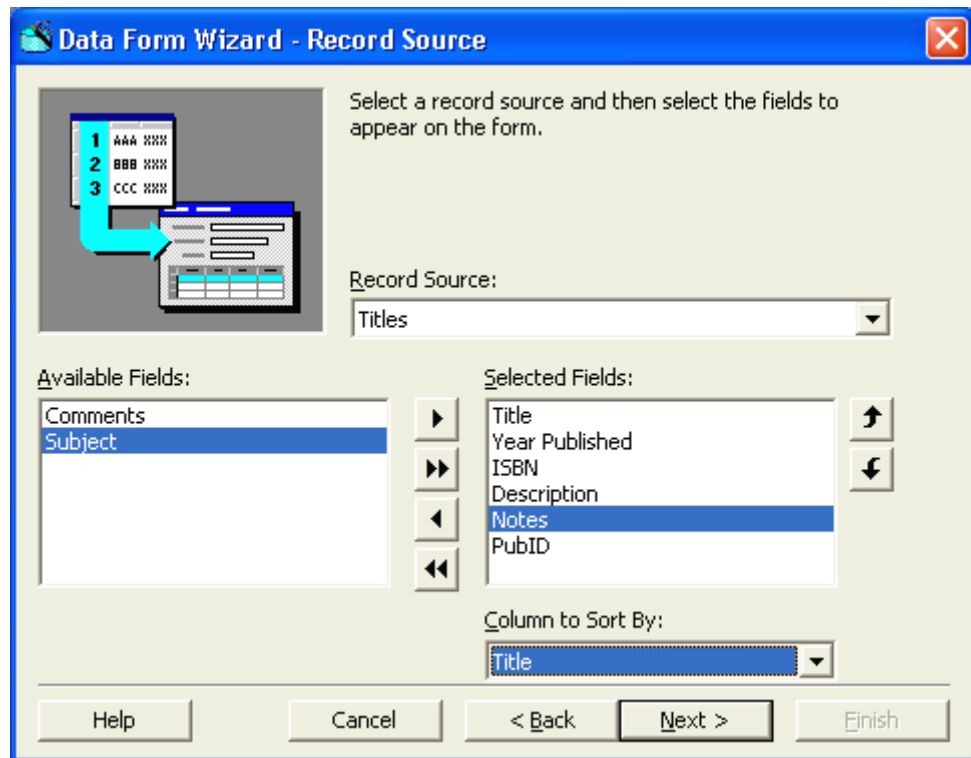 Data Form Wizard - Record Source
Select a record source and then select the fields to
appear on the form.
1 AAA XXX
2 BBB XXX
3 CCC XXX
Record Source:
Titles
Available Fields:
Comments
Subject
Selected Fields:
Title
Year Published
ISBN
Description
Notes
PubID
Column to Sort By:
Title
Help
Cancel
< Back
Next >
Finish